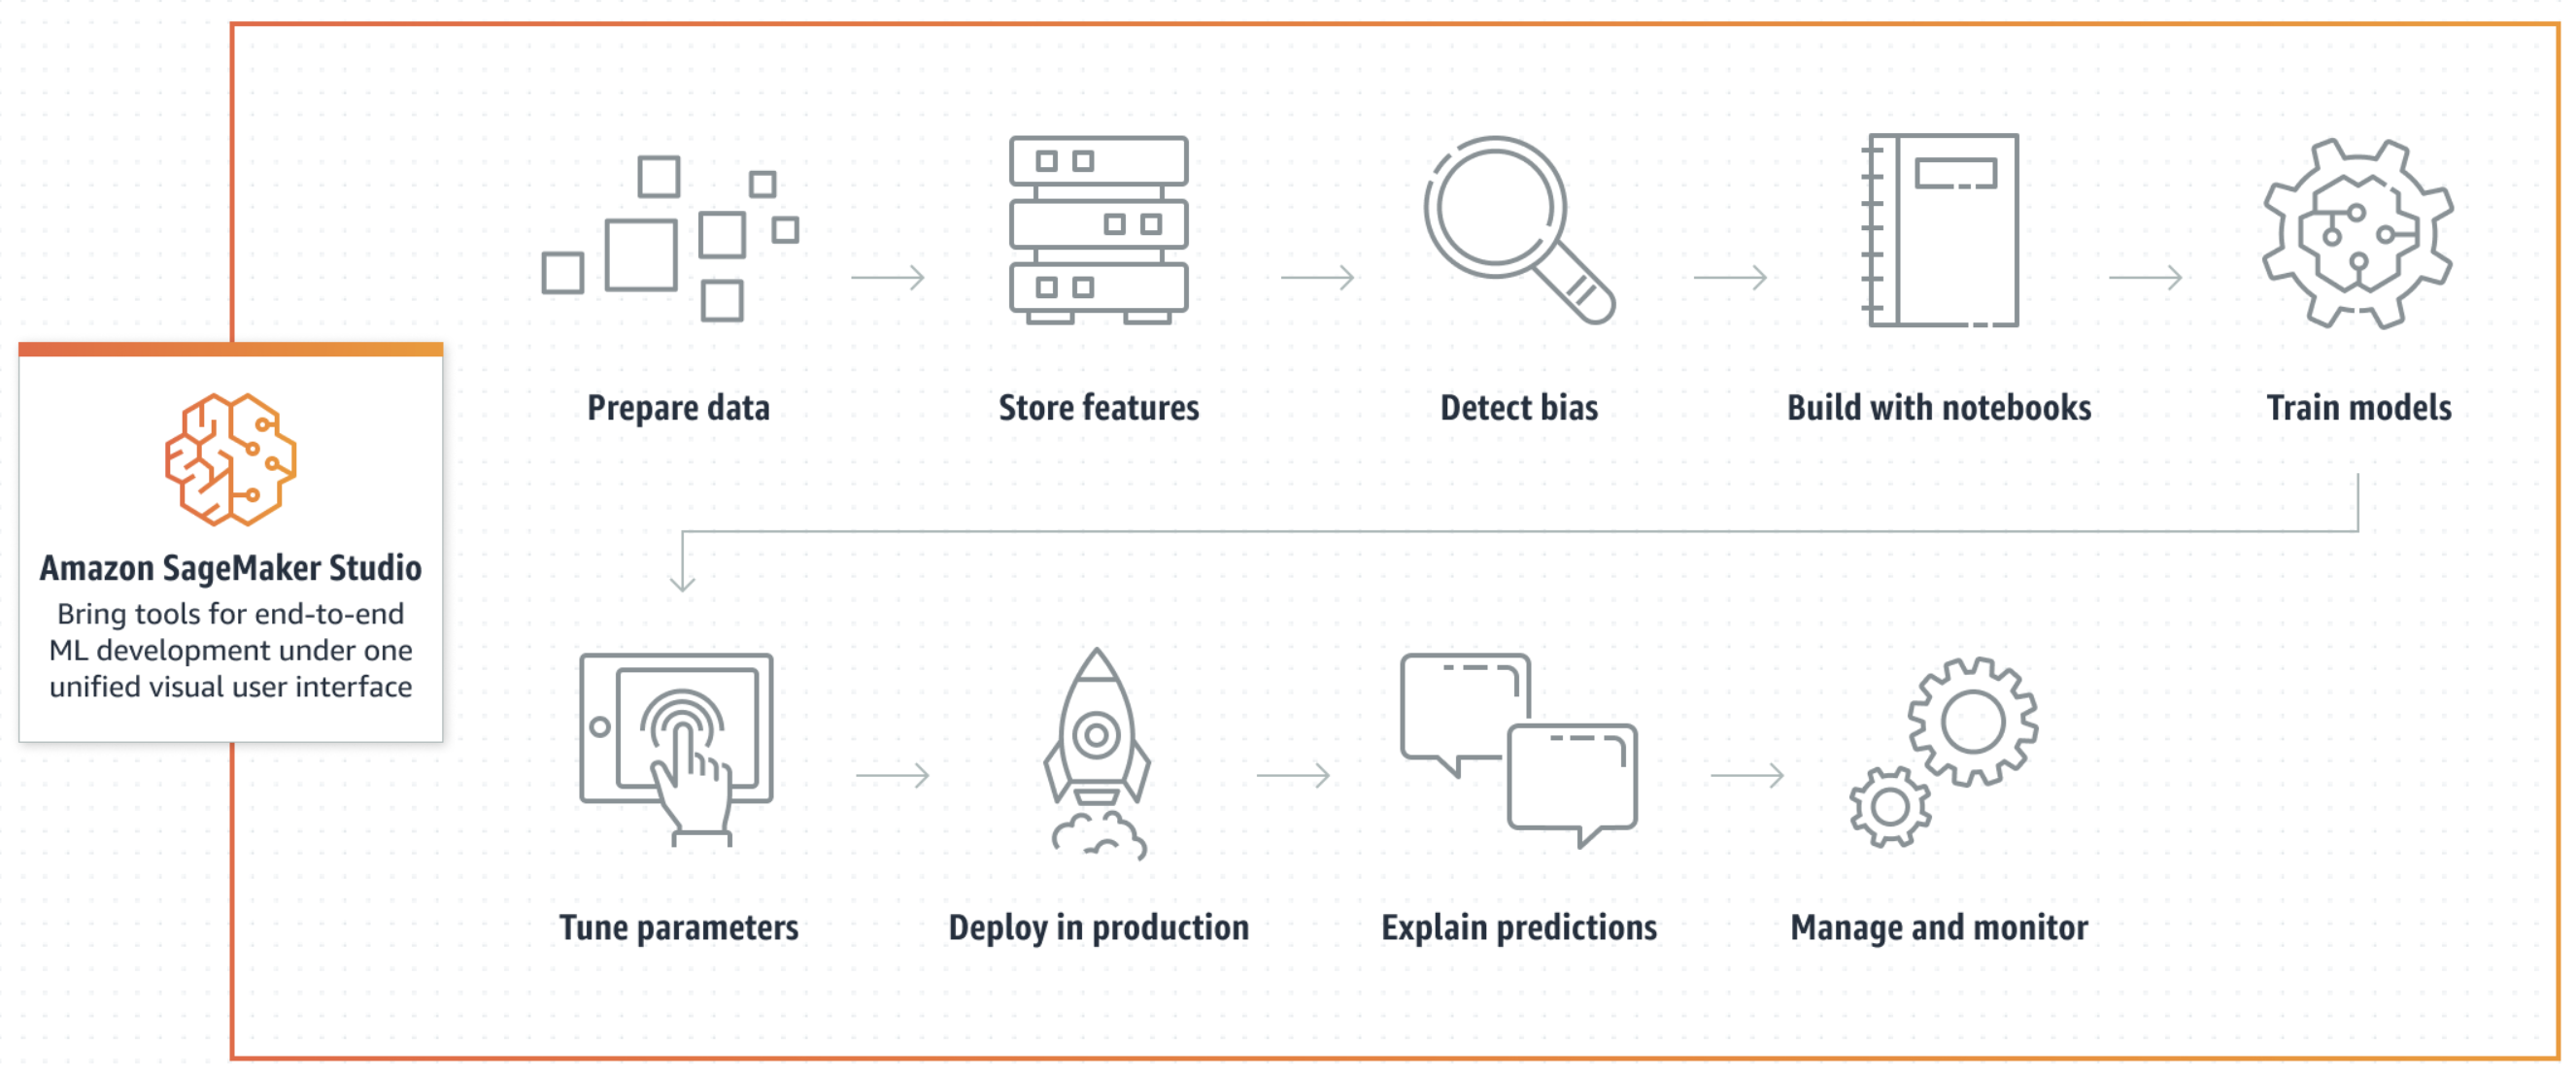 Amazon SageMaker Studio
Bring tools for end-to-end
ML development under one
unified visual user interface
Prepare data
Store features
Detect bias
Build with notebooks
Train models
Tune parameters
Deploy in production
Explain predictions
Manage and monitor